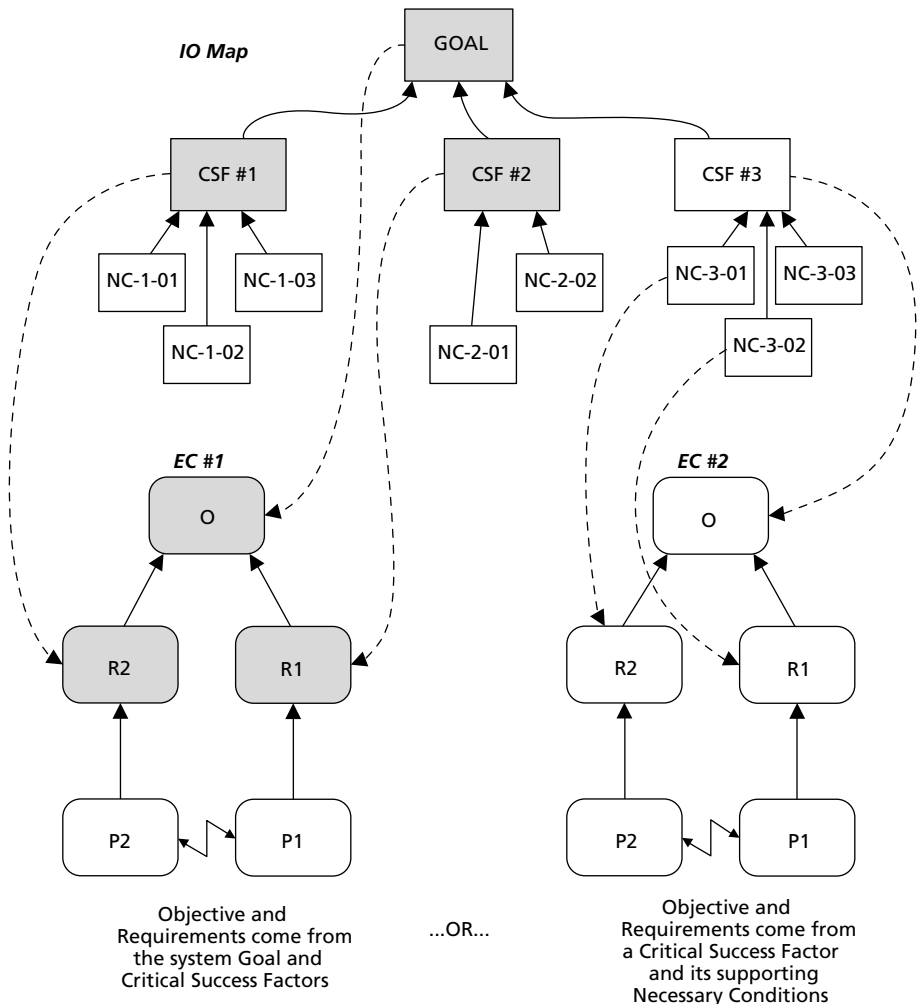 IO Map
GOAL
CSF #1
CSF #2
CSF #3
NC-1-01
NC-1-03
NC-2-02
NC-3-01
NC-3-03
NC-1-02
NC-2-01
NC-3-02
EC #1
EC #2
O
O
R2
R1
R2
R1
P2
P1
P2
P1
Objective and
Requirements come from
the system Goal and
Critical Success Factors
...OR...
Objective and
Requirements come from
a Critical Success Factor
and its supporting
Necessary Conditions